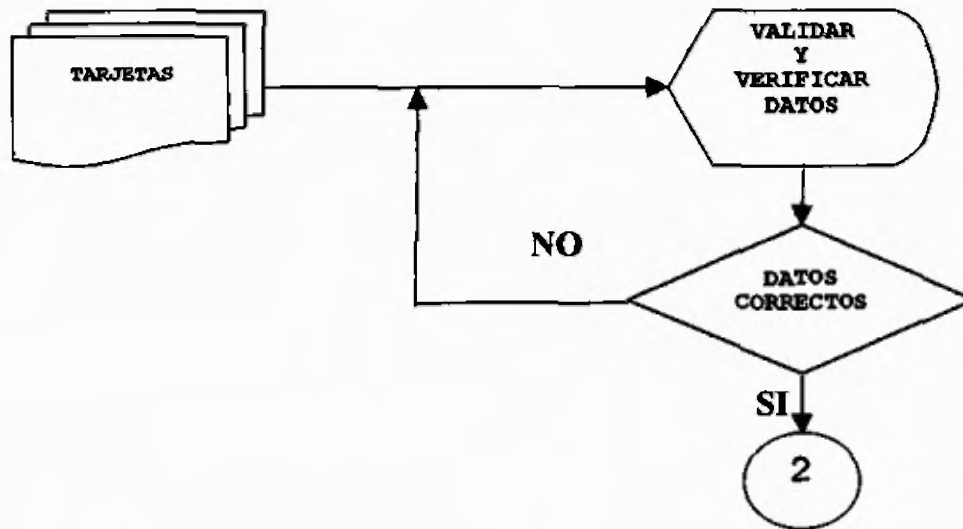 TARJETAS
VALIDAR
Y
VERIFICAR
DATOS
NO
DATOS
CORRECTOS
SI
2